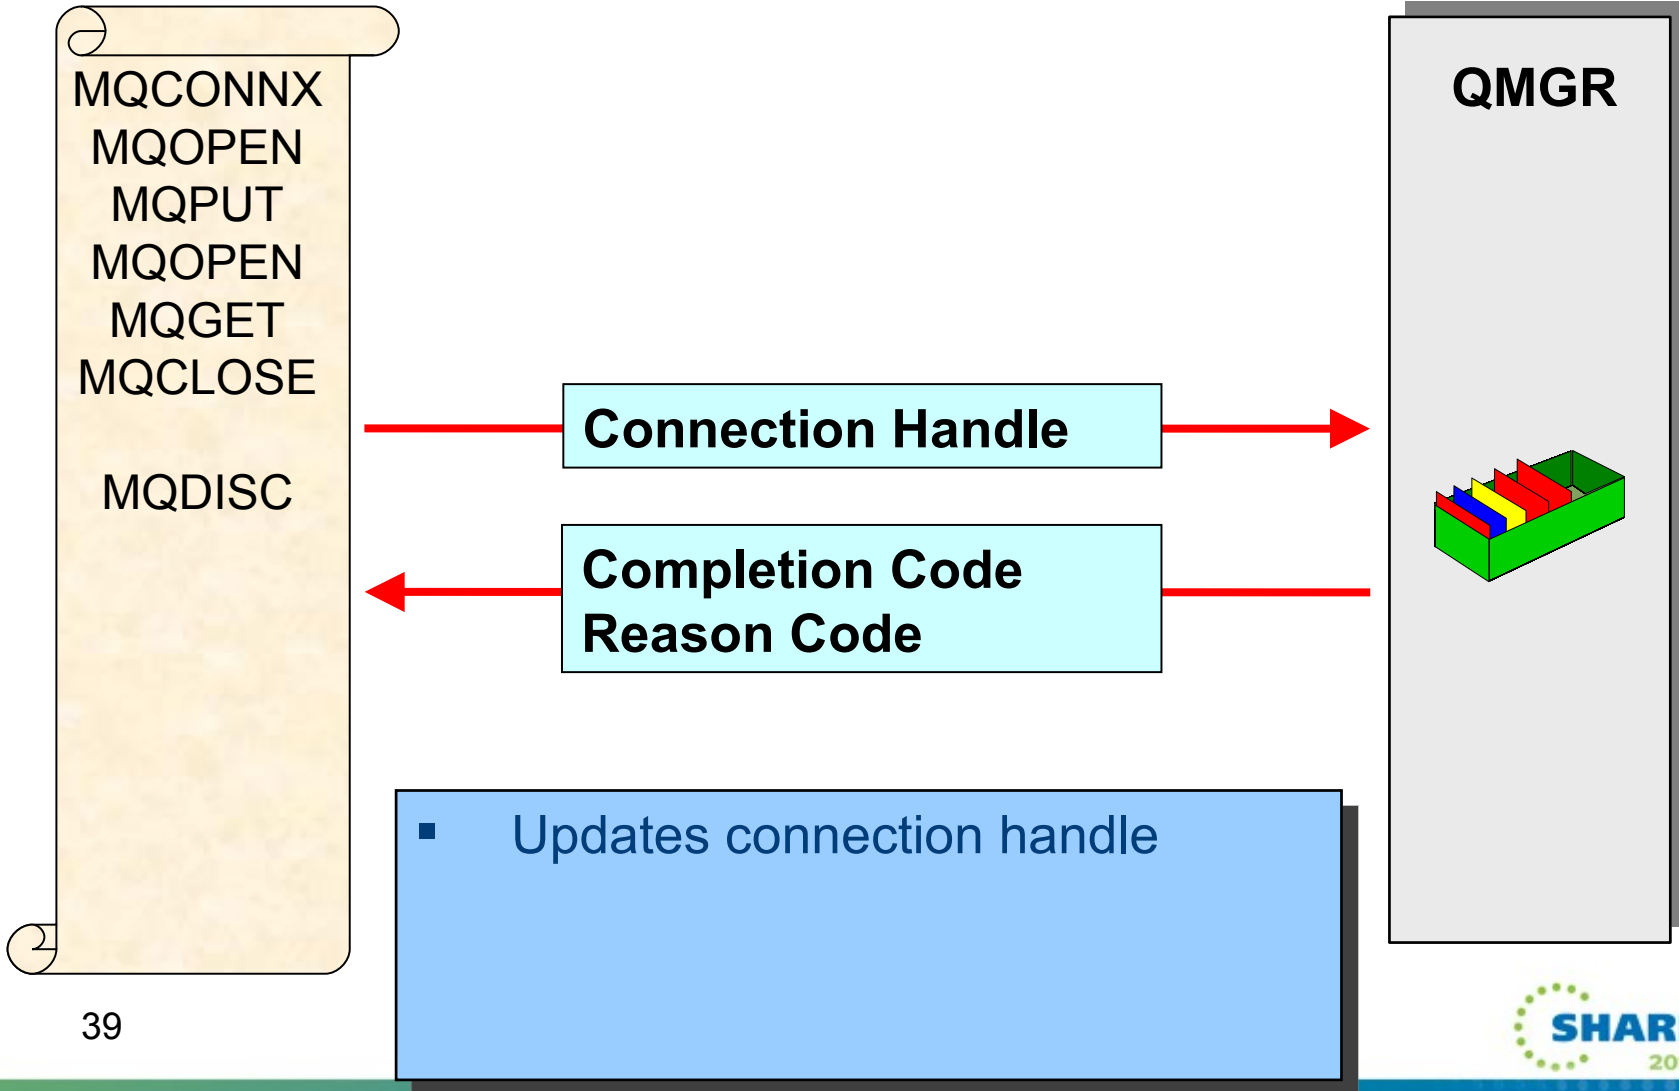 MQCONNX
MQOPEN
MQPUT
MQOPEN
MQGET
MQCLOSE
MQDISC
QMGR
Connection Handle
Completion Code
Reason Code
▪ Updates connection handle
39
SHAR
20